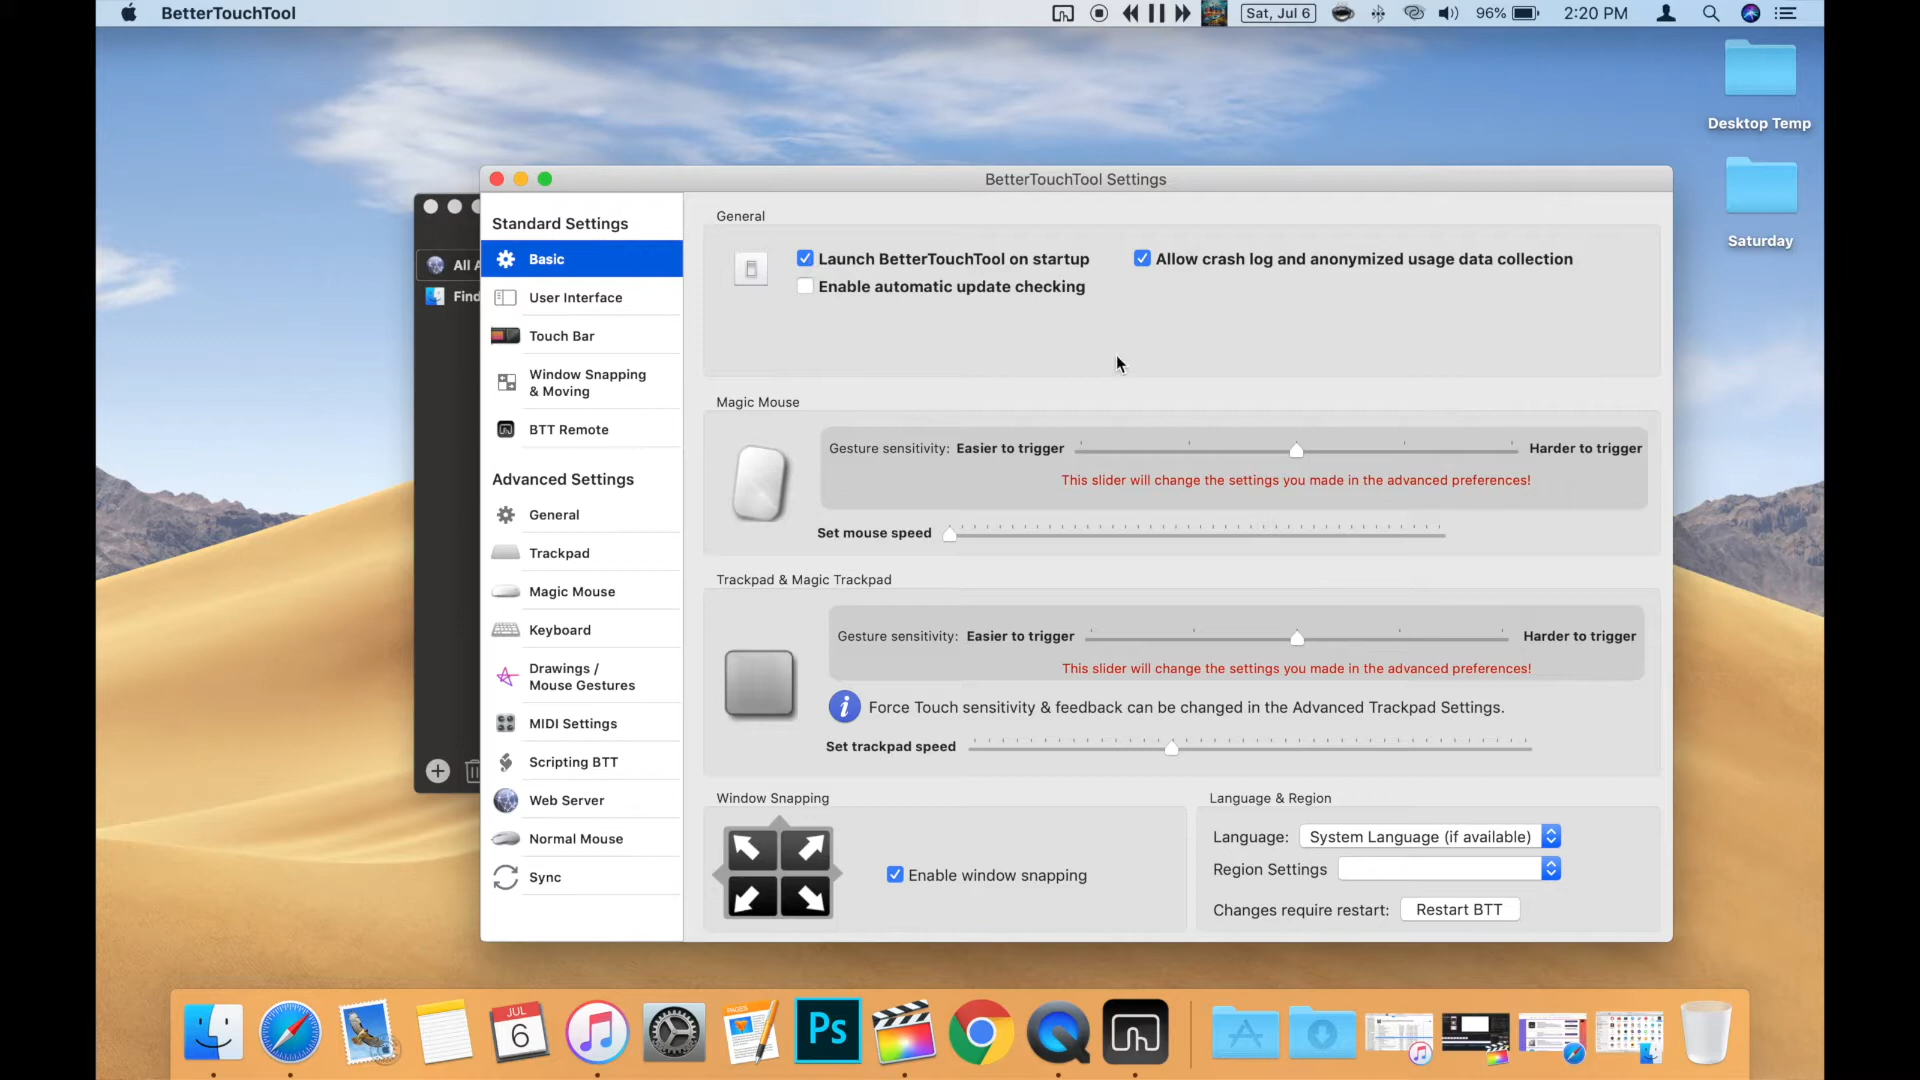 BetterTouchTool
Sat, Jul 6
96%
2:20 PM
Desktop Temp
Saturday
BetterTouchTool Settings
All A
Find
Standard Settings
Basic
User Interface
Touch Bar
Window Snapping
& Moving
BTT Remote
Advanced Settings
General
Trackpad
Magic Mouse
Keyboard
Drawings /
Mouse Gestures
MIDI Settings
Scripting BTT
Web Server
Normal Mouse
Sync
General
Launch BetterTouchTool on startup
Allow crash log and anonymized usage data collection
Enable automatic update checking
Magic Mouse
Gesture sensitivity: Easier to trigger
Harder to trigger
This slider will change the settings you made in the advanced preferences!
Set mouse speed
Trackpad & Magic Trackpad
Gesture sensitivity: Easier to trigger
Harder to trigger
This slider will change the settings you made in the advanced preferences!
Force Touch sensitivity & feedback can be changed in the Advanced Trackpad Settings.
Set trackpad speed
Window Snapping
Enable window snapping
Language & Region
Language: System Language (if available)
Region Settings
Changes require restart: Restart BTT
JUL
6
PAGES
Ps